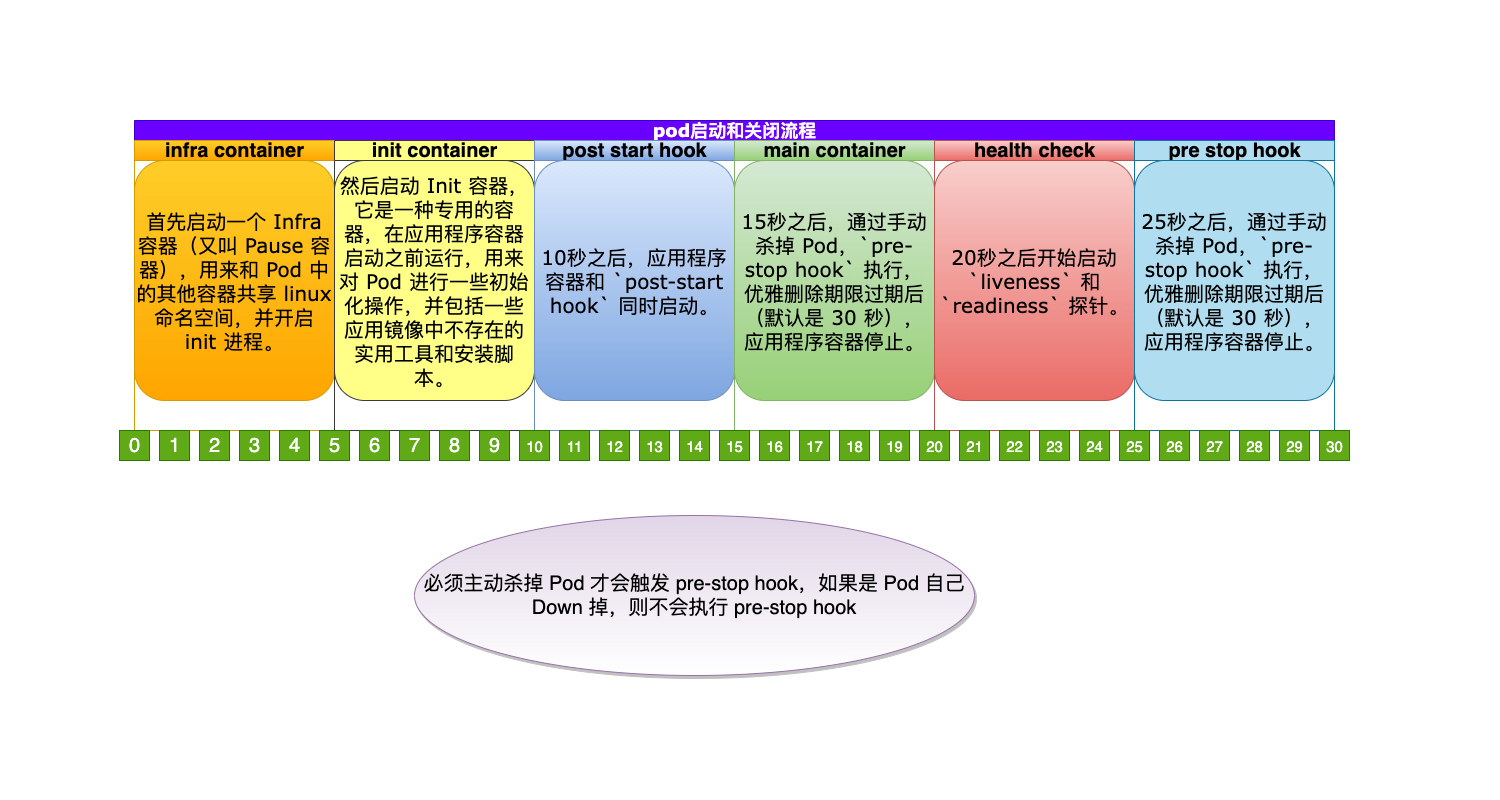 pod启动和关闭流程
infra container
init container
post start hook
main container
health check
pre stop hook
首先启动一个 Infra
容器（又叫 Pause 容
器），用来和 Pod 中
的其他容器共享 linux
命名空间，并开启
init 进程。
然后启动 Init 容器，
它是一种专用的容
器，在应用程序容器
启动之前运行，用来
对 Pod 进行一些初始
化操作，并包括一些
应用镜像中不存在的
实用工具和安装脚
本。
10秒之后，应用程序
容器和 `post-start
hook` 同时启动。
15秒之后，通过手动
杀掉 Pod，`pre-
stop hook` 执行，
优雅删除期限过期后
（默认是 30 秒），
应用程序容器停止。
20秒之后开始启动
`liveness` 和
`readiness` 探针。
25秒之后，通过手动
杀掉 Pod，`pre-
stop hook` 执行，
优雅删除期限过期后
（默认是 30 秒），
应用程序容器停止。
0 1 2 3 4 5 6 7 8 9 10 11 12 13 14 15 16 17 18 19 20 21 22 23 24 25 26 27 28 29 30
必须主动杀掉 Pod 才会触发 pre-stop hook，如果是 Pod 自己
Down 掉，则不会执行 pre-stop hook